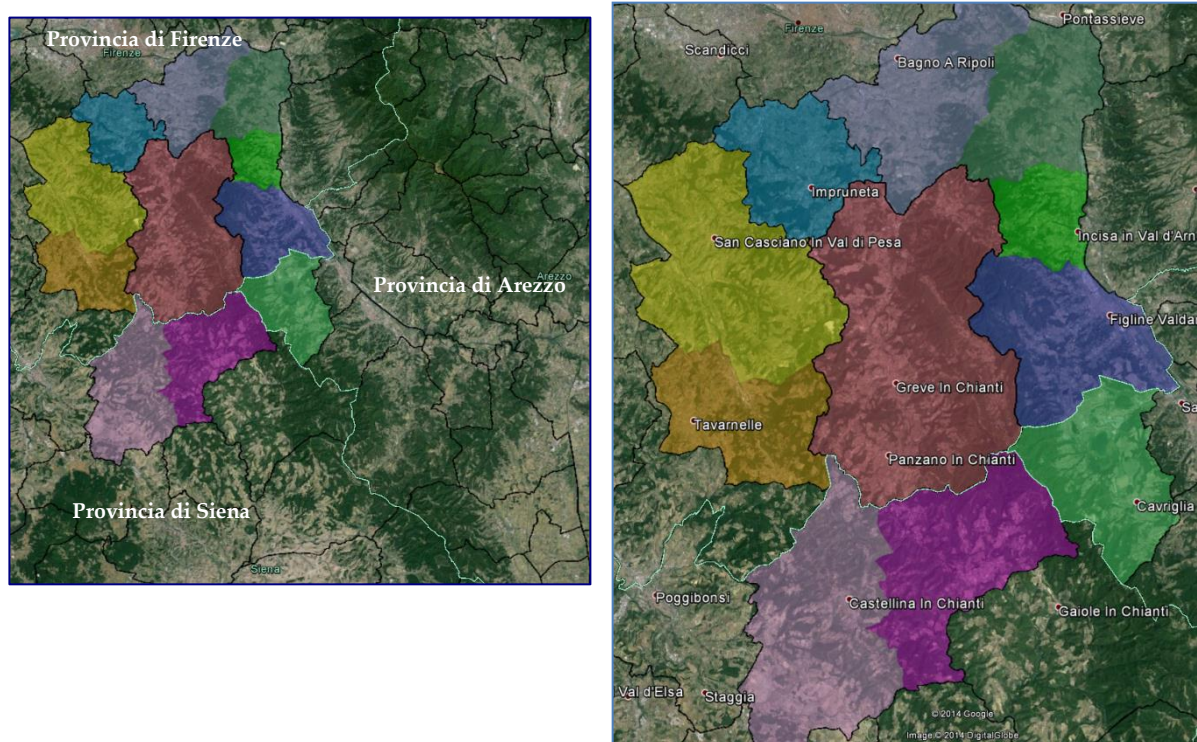 Provincia di Firenze
Firenze
Provincia di Arezzo
Arezzo
Provincia di Siena
Siena
Pontassieve
Firenze
Scandicci
Bagno A Ripoli
Impruneta
San Casciano In Val di Pesa
Incisa in Val d'Arn
Figline Valdar
Greve In Chianti
Sa
Tavarnelle
Panzano In Chianti
Cavriglia
Poggibonsi
Castellina In Chianti
Gaiole In Chianti
Val d'Elsa
Staggia
© 2014 Google
Image © 2014 DigitalGlobe